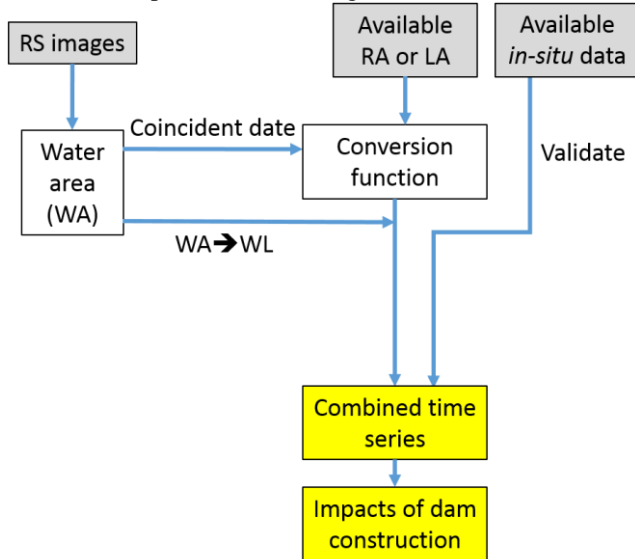 RS images
Available
RA or LA
Available
in-situ data
Water
area
(WA)
Coincident date
Conversion
function
Validate
WA➔WL
Combined time
series
Impacts of dam
construction